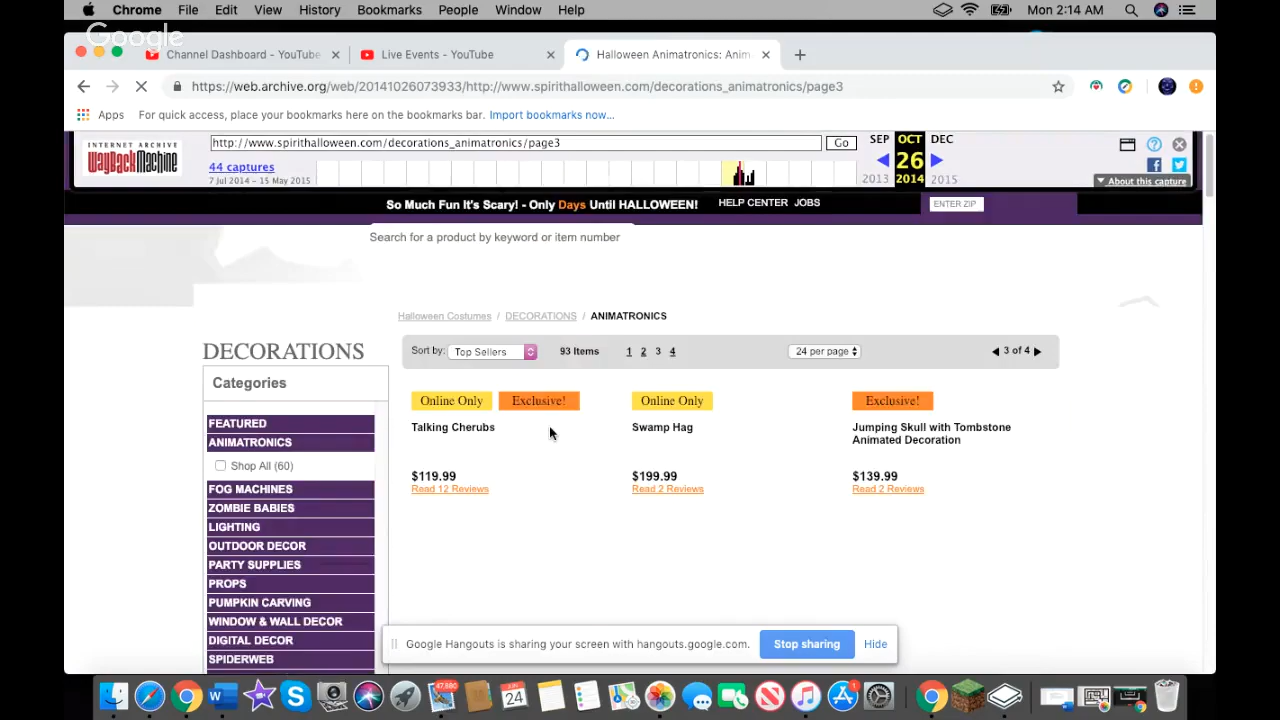 Chrome File Edit View History Bookmarks People Window Help Mon 2:14 AM
Google
Channel Dashboard - YouTube Live Events - YouTube Halloween Animatronics: Anim
https://web.archive.org/web/20141026073933/http://www.spirithalloween.com/decorations_animatronics/page3
Apps For quick access, place your bookmarks here on the bookmarks bar. Import bookmarks now...
INTERNET ARCHIVE
WayBackMachine
http://www.spirithalloween.com/decorations_animatronics/page3 Go
SEP OCT DEC
44 captures
7 Jul 2014 - 15 May 2015
26
2013 2014 2015
About this capture
So Much Fun It's Scary! - Only Days Until HALLOWEEN! HELP CENTER JOBS ENTER ZIP
Search for a product by keyword or item number
Halloween Costumes / DECORATIONS / ANIMATRONICS
DECORATIONS
Sort by: Top Sellers 93 Items 1 2 3 4 24 per page 3 of 4
Categories
FEATURED
ANIMATRONICS
Shop All (60)
FOG MACHINES
ZOMBIE BABIES
LIGHTING
OUTDOOR DECOR
PARTY SUPPLIES
PROPS
PUMPKIN CARVING
WINDOW & WALL DECOR
DIGITAL DECOR
SPIDERWEB
Online Only Exclusive!
Talking Cherubs
$119.99
Read 12 Reviews
Online Only
Swamp Hag
$199.99
Read 2 Reviews
Exclusive!
Jumping Skull with Tombstone
Animated Decoration
$139.99
Read 2 Reviews
Google Hangouts is sharing your screen with hangouts.google.com. Stop sharing Hide
JUN
24